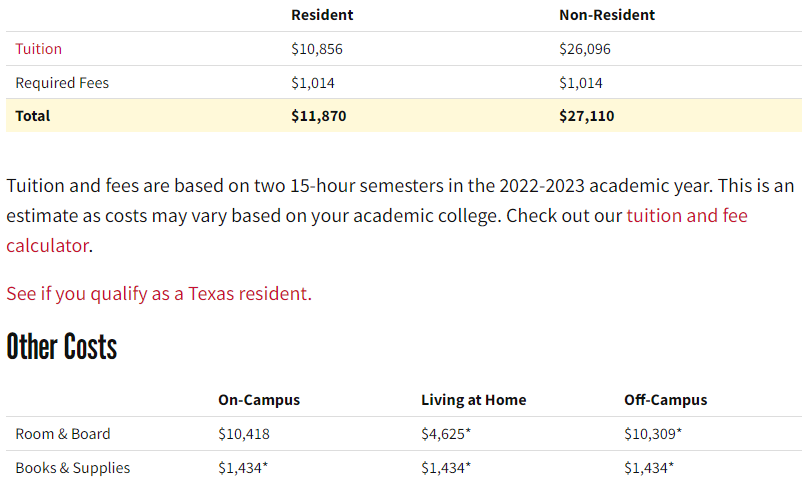 Resident Non-Resident
Tuition $10,856 $26,096
Required Fees $1,014 $1,014
Total $11,870 $27,110
Tuition and fees are based on two 15-hour semesters in the 2022-2023 academic year. This is an
estimate as costs may vary based on your academic college. Check out our tuition and fee
calculator.
See if you qualify as a Texas resident.
Other Costs
On-Campus Living at Home Off-Campus
Room & Board $10,418 $4,625* $10,309*
Books & Supplies $1,434* $1,434* $1,434*